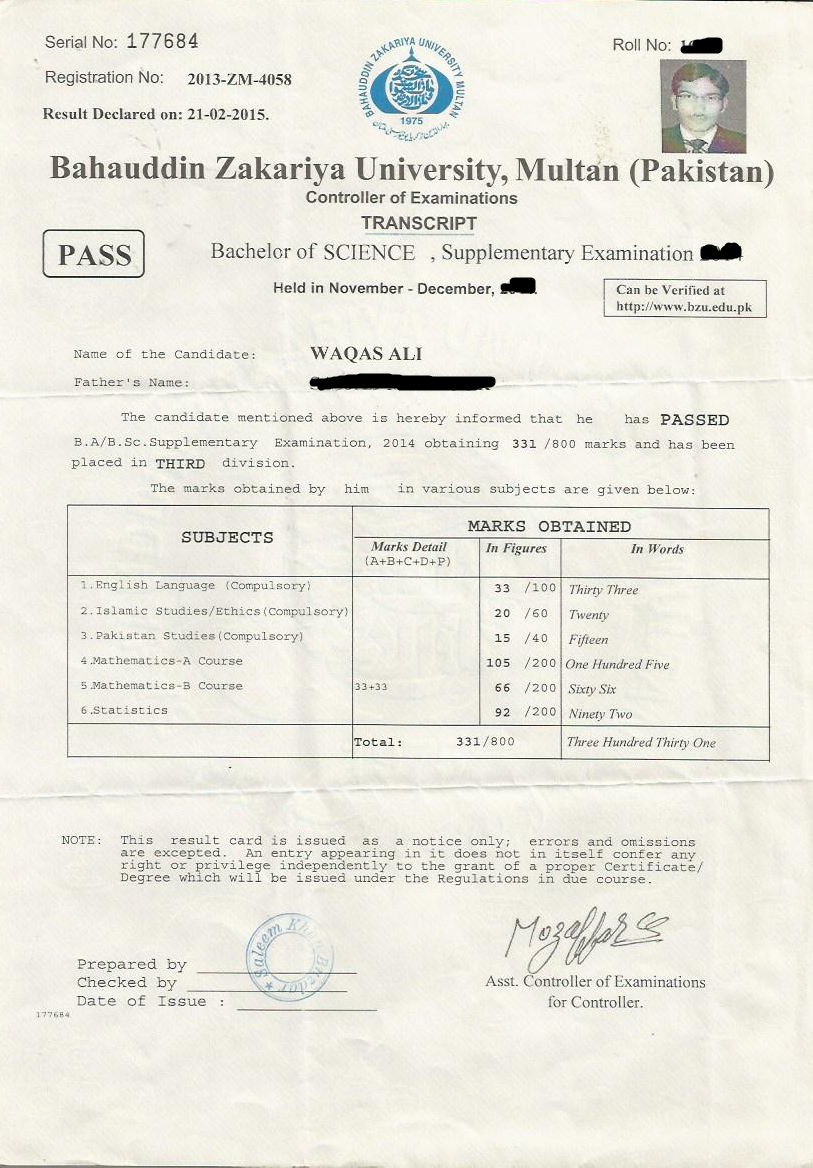 Serial No: 177684
Roll No:
Registration No: 2013-ZM-4058
Result Declared on: 21-02-2015.
BAHAUDDIN ZAKARIYA UNIVERSITY MULTAN
1975
Bahauddin Zakariya University, Multan (Pakistan)
Controller of Examinations
TRANSCRIPT
PASS
Bachelor of SCIENCE , Supplementary Examination
Held in November - December,
Can be Verified at
http://www.bzu.edu.pk
Name of the Candidate: WAQAS ALI
Father's Name:
The candidate mentioned above is hereby informed that he has PASSED
B.A/B.Sc.Supplementary Examination, 2014 obtaining 331 /800 marks and has been
placed in THIRD division.
The marks obtained by him in various subjects are given below:
SUBJECTS MARKS OBTAINED
Marks Detail In Figures In Words
(A+B+C+D+P)
1.English Language (Compulsory) 33 /100 Thirty Three
2.Islamic Studies/Ethics(Compulsory) 20 /60 Twenty
3.Pakistan Studies(Compulsory) 15 /40 Fifteen
4.Mathematics-A Course 105 /200 One Hundred Five
5.Mathematics-B Course 33+33 66 /200 Sixty Six
6.Statistics 92 /200 Ninety Two
Total: 331/800 Three Hundred Thirty One
NOTE: This result card is issued as a notice only; errors and omissions
are excepted. An entry appearing in it does not in itself confer any
right or privilege independently to the grant of a proper Certificate/
Degree which will be issued under the Regulations in due course.
Saleem Khan
Prepared by
Checked by
Date of Issue :
177684
Asst. Controller of Examinations
for Controller.